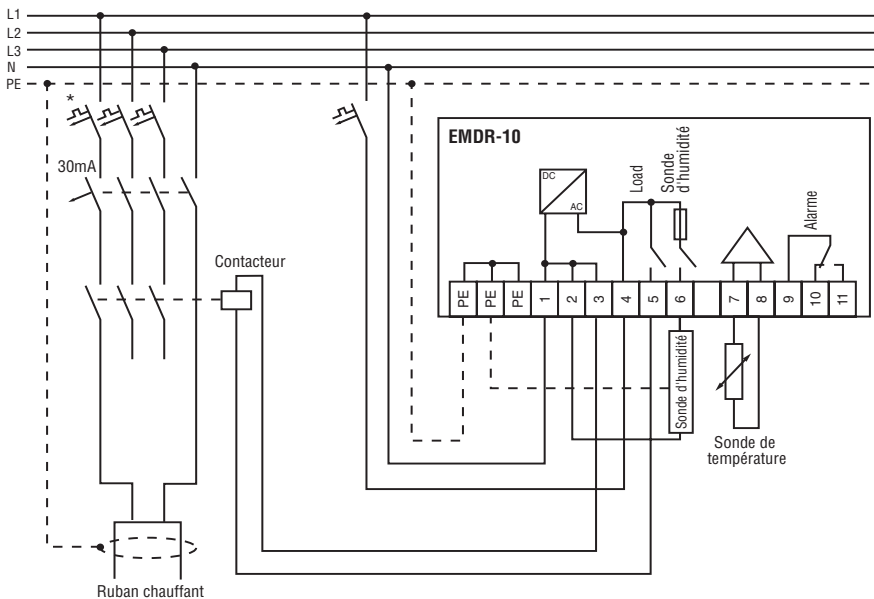 L1
L2
L3
N
PE
*
30mA
EMDR-10
DC
AC
Load
Sonde
d'humidité
Alarme
Contacteur
PE
PE
PE
1
2
3
4
5
6
7
8
9
10
11
Sonde d'humidité
Sonde de
température
Ruban chauffant